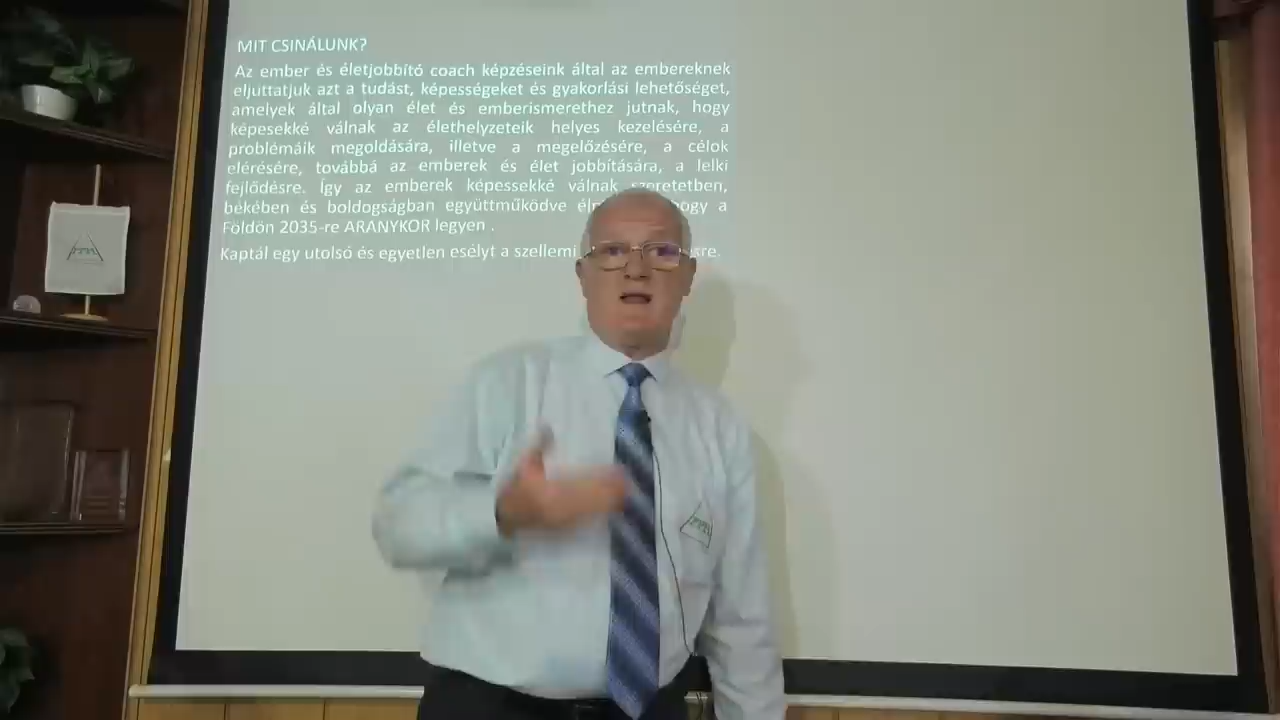 MIT CSINÁLUNK?
Az ember és életjobbító coach képzéseink által az embereknek
eljuttatjuk azt a tudást, képességeket és gyakorlási lehetőséget,
amelyek által olyan élet és emberismerethez jutnak, hogy
képesekké válnak az élethelyzeteik helyes kezelésére, a
problémáik megoldására, illetve a megelőzésére, a célok
elérésére, továbbá az emberek és élet jobbítására, a lelki
fejlődésre. Így az emberek képessekké válnak szeretetben,
békében és boldogságban együttműködve a
Földön 2035-re ARANYKOR legyen .
Kaptál egy utolsó és egyetlen esélyt a szellemi